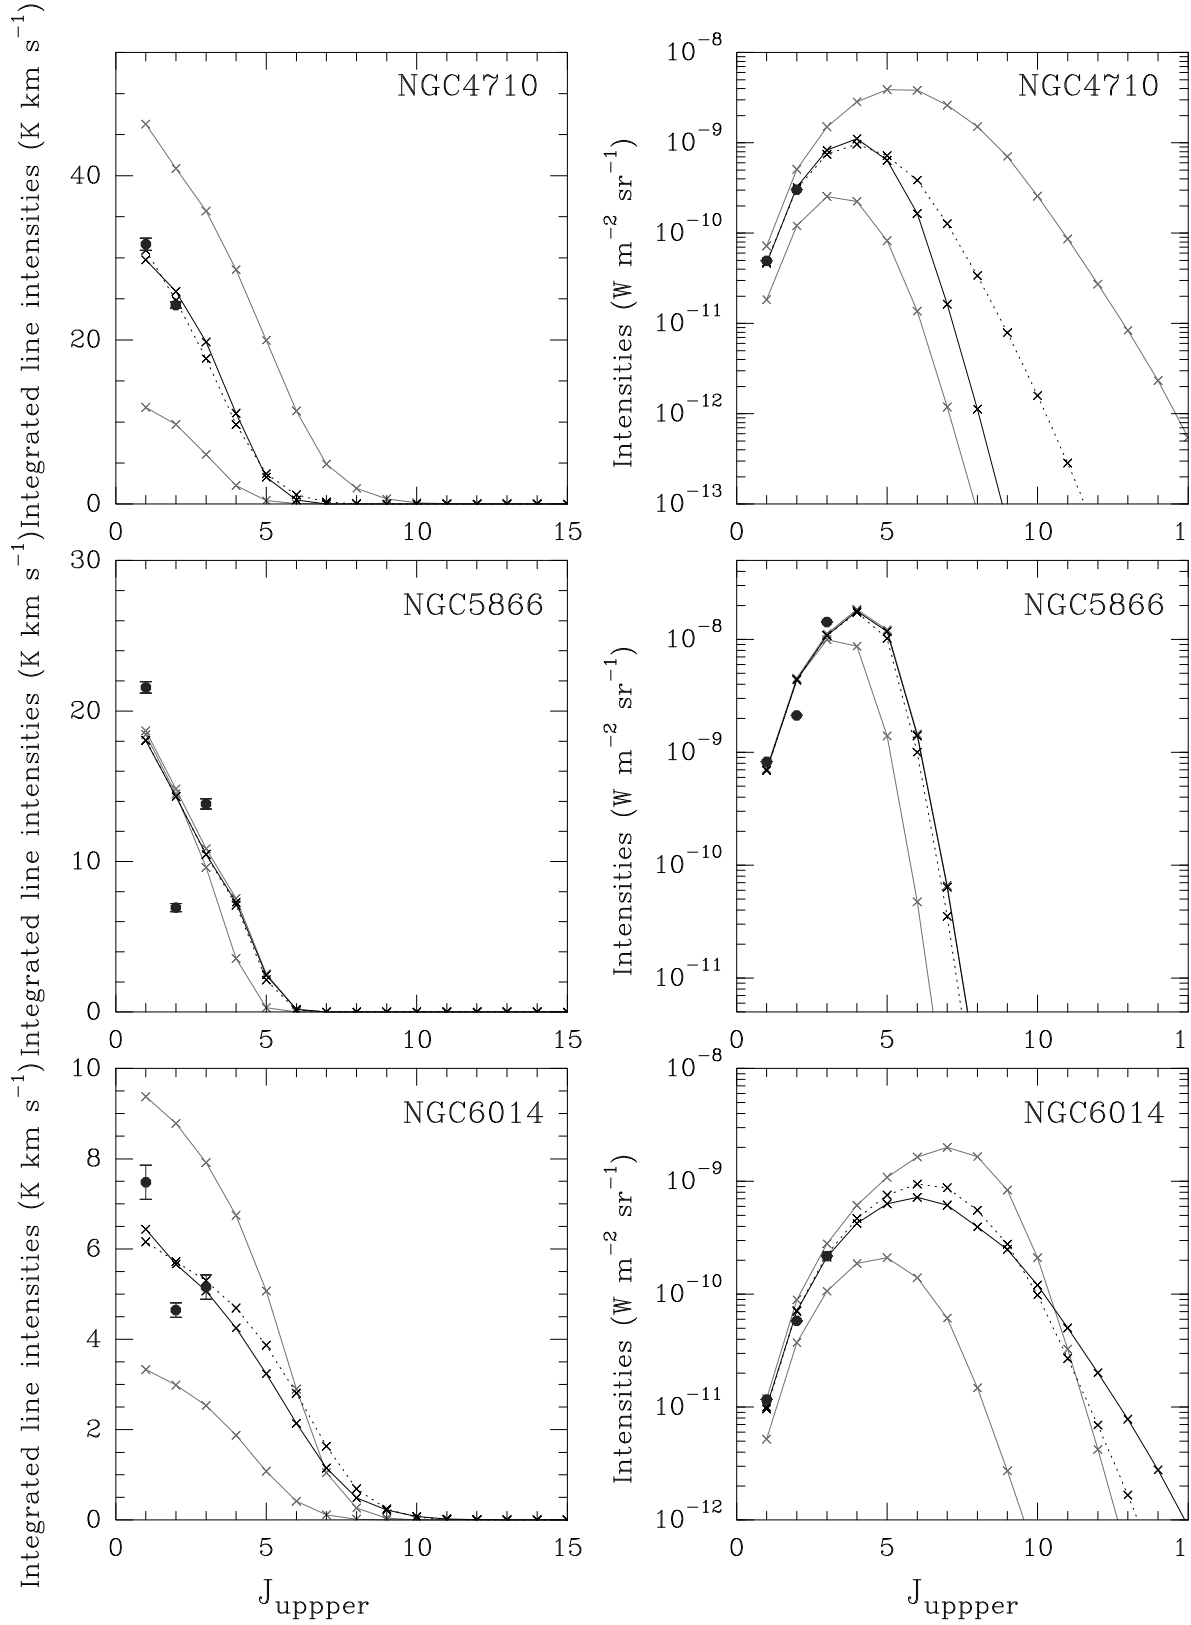 Integrated line intensities (K km s⁻¹)
NGC4710
40
20
0
0 5 10 15
Intensities (W m⁻² sr⁻¹)
NGC4710
10⁻⁸
10⁻⁹
10⁻¹⁰
10⁻¹¹
10⁻¹²
10⁻¹³
0 5 10 1
Integrated line intensities (K km s⁻¹)
NGC5866
30
20
10
0
0 5 10 15
Intensities (W m⁻² sr⁻¹)
NGC5866
10⁻⁸
10⁻⁹
10⁻¹⁰
10⁻¹¹
0 5 10 1
Integrated line intensities (K km s⁻¹)
NGC6014
10
8
6
4
2
0
0 5 10 15
J_uppper
Intensities (W m⁻² sr⁻¹)
NGC6014
10⁻⁸
10⁻⁹
10⁻¹⁰
10⁻¹¹
10⁻¹²
0 5 10 1
J_uppper